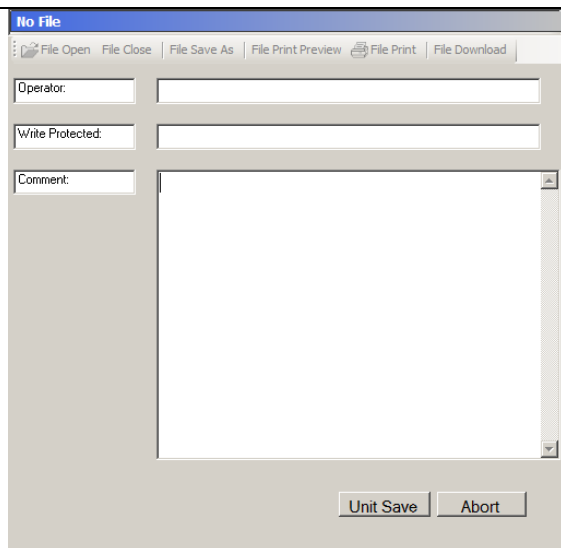 No File
File Open File Close File Save As File Print Preview File Print File Download
Operator:
Write Protected:
Comment:
Unit Save Abort